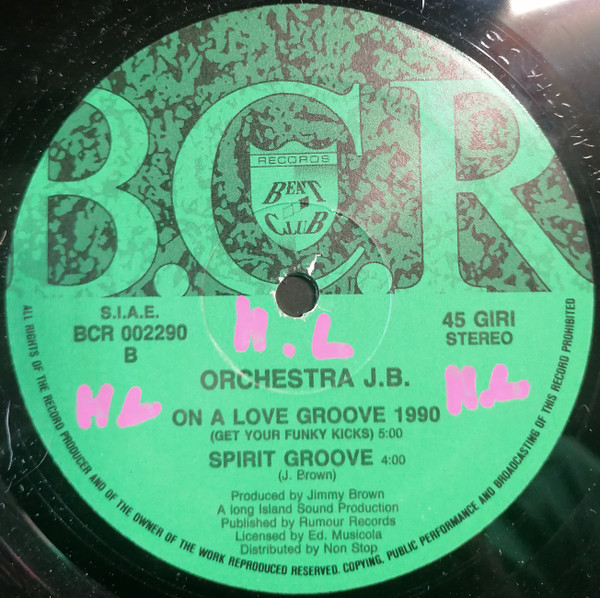 B.C.R
RECORDS
BEAT
CLUB
S.I.A.E.
BCR 002290
B
45 GIRI
STEREO
H.L
ORCHESTRA J.B.
HL
H.L.
ON A LOVE GROOVE 1990
(GET YOUR FUNKY KICKS) 5:00
SPIRIT GROOVE 4:00
(J. Brown)
Produced by Jimmy Brown
A long Island Sound Production
Published by Rumour Records
Licensed by Ed. Musicola
Distributed by Non Stop
ALL RIGHTS OF THE RECORD PRODUCER AND OF THE OWNER OF THE WORK REPRODUCED RESERVED. COPYING, PUBLIC PERFORMANCE AND BROADCASTING OF THIS RECORD PROHIBITED